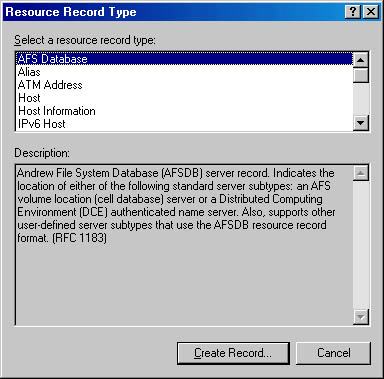 Resource Record Type
Select a resource record type:
AFS Database
Alias
ATM Address
Host
Host Information
IPv6 Host
Description:
Andrew File System Database (AFSDB) server record. Indicates the
location of either of the following standard server subtypes: an AFS
volume location (cell database) server or a Distributed Computing
Environment (DCE) authenticated name server. Also, supports other
user-defined server subtypes that use the AFSDB resource record
format. (RFC 1183)
Create Record...
Cancel